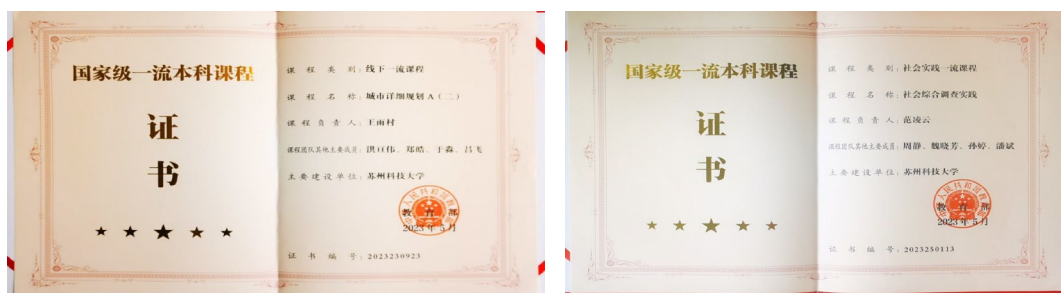 国家级一流本科课程
证
书
课程类别：线下一流课程
课程名称：城市详细规划A（二）
课程负责人：王雨村
课程团队其他主要成员：洪亘伟、郑皓、于淼、吕飞
主要建设单位：苏州科技大学
教育部
2023年5月
证书编号：2023230923
国家级一流本科课程
证
书
课程类别：社会实践一流课程
课程名称：社会综合调查实践
课程负责人：范凌云
课程团队其他主要成员：周静、魏晓芳、孙婷、潘斌
主要建设单位：苏州科技大学
教育部
2023年5月
证书编号：2023250113